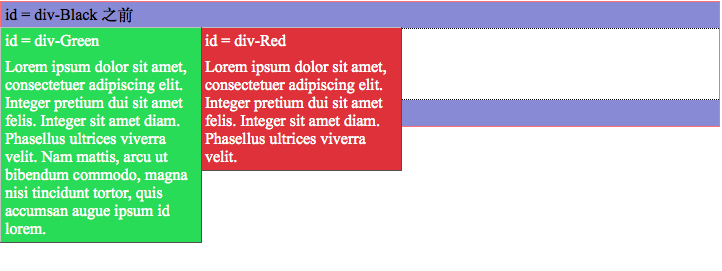 id = div-Black 之前
id = div-Green
Lorem ipsum dolor sit amet,
consectetuer adipiscing elit.
Integer pretium dui sit amet
felis. Integer sit amet diam.
Phasellus ultrices viverra
velit. Nam mattis, arcu ut
bibendum commodo, magna
nisi tincidunt tortor, quis
accumsan augue ipsum id
lorem.
id = div-Red
Lorem ipsum dolor sit amet,
consectetuer adipiscing elit.
Integer pretium dui sit amet
felis. Integer sit amet diam.
Phasellus ultrices viverra
velit.